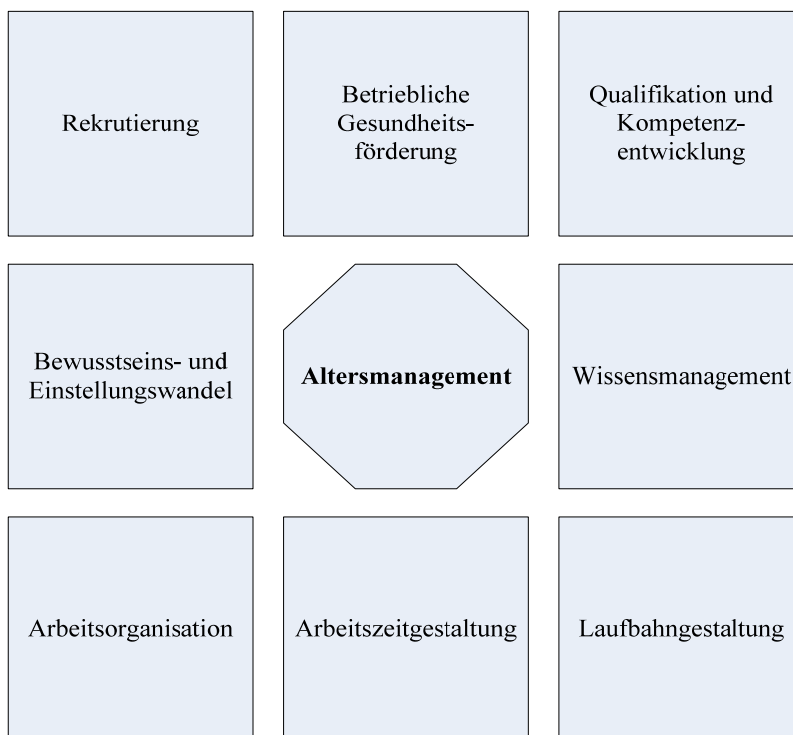 Rekrutierung
Betriebliche
Gesundheits-
förderung
Qualifikation und
Kompetenz-
entwicklung
Bewusstseins- und
Einstellungswandel
Altersmanagement
Wissensmanagement
Arbeitsorganisation
Arbeitszeitgestaltung
Laufbahngestaltung